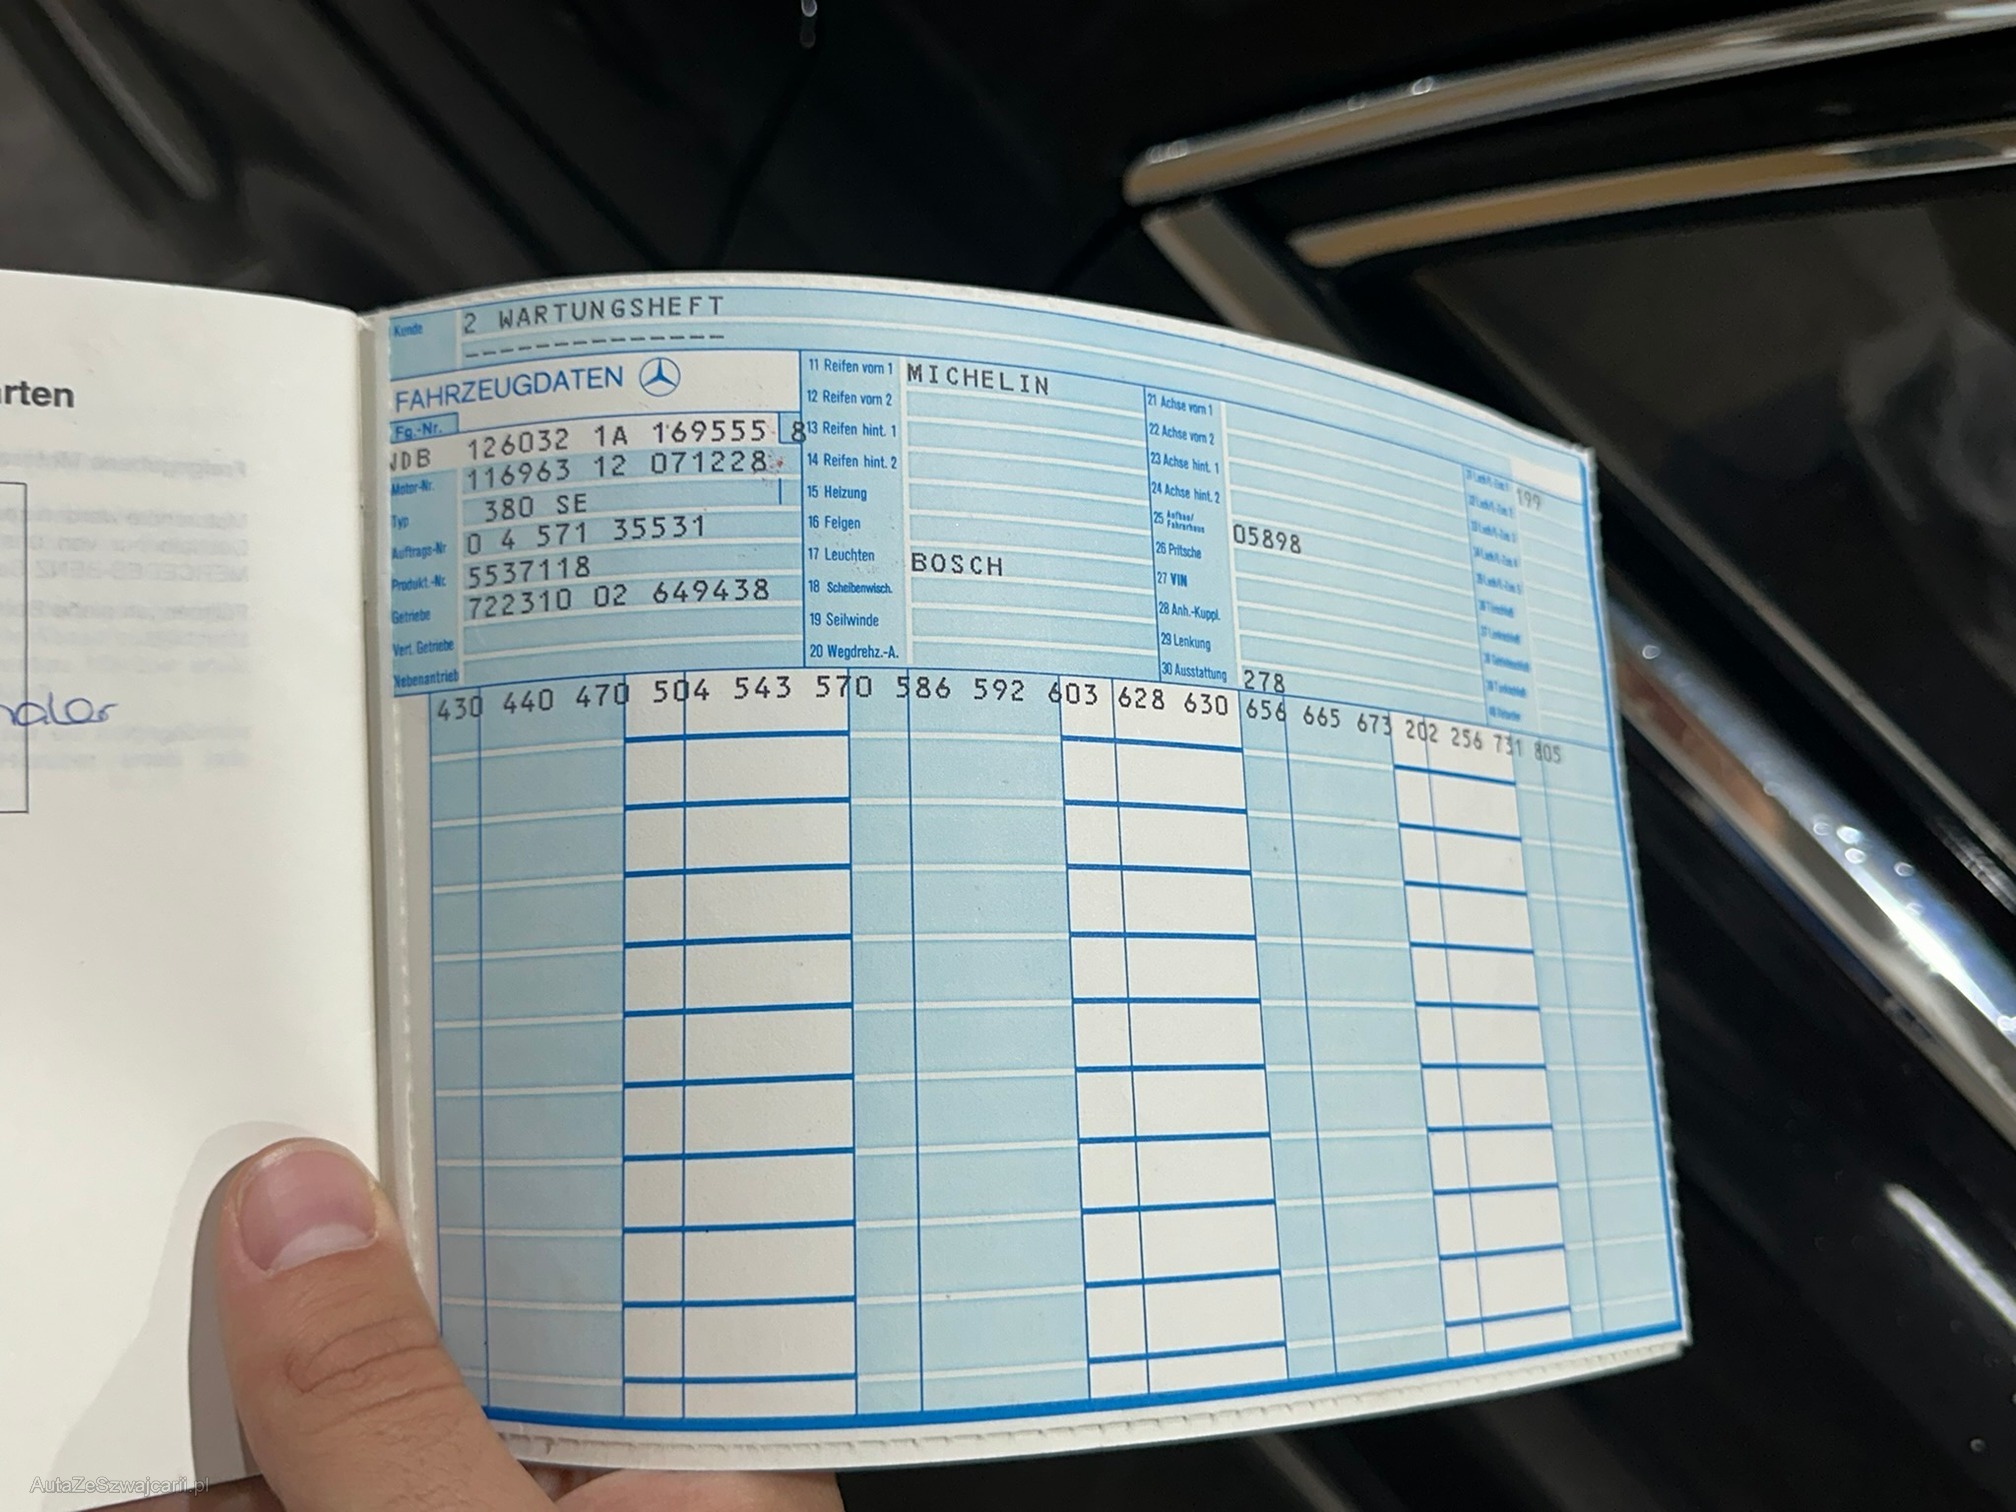 rten
naler
Kunde
2 WARTUNGSHEFT
--------------
FAHRZEUGDATEN
Fg.-Nr.
WDB 126032 1A 169555 8
Motor-Nr. 116963 12 071228
Typ 380 SE
Auftrags-Nr 0 4 571 35531
Produkt.-Nr. 5537118
Getriebe 722310 02 649438
Vert. Getriebe
Nebenantrieb
11 Reifen vorn 1 MICHELIN
12 Reifen vorn 2
13 Reifen hint. 1
14 Reifen hint. 2
15 Heizung
16 Felgen
17 Leuchten BOSCH
18 Scheibenwisch.
19 Seilwinde
20 Wegdrehz.-A.
21 Achse vorn 1
22 Achse vorn 2
23 Achse hint. 1
24 Achse hint. 2
25 Aufbau/Fahrerhaus 05898
26 Pritsche
27 VIN
28 Anh.-Kuppl.
29 Lenkung
30 Ausstattung 278
199
430 440 470 504 543 570 586 592 603 628 630 656 665 673 202 256 731 805
AutaZeSzwajcarii.pl